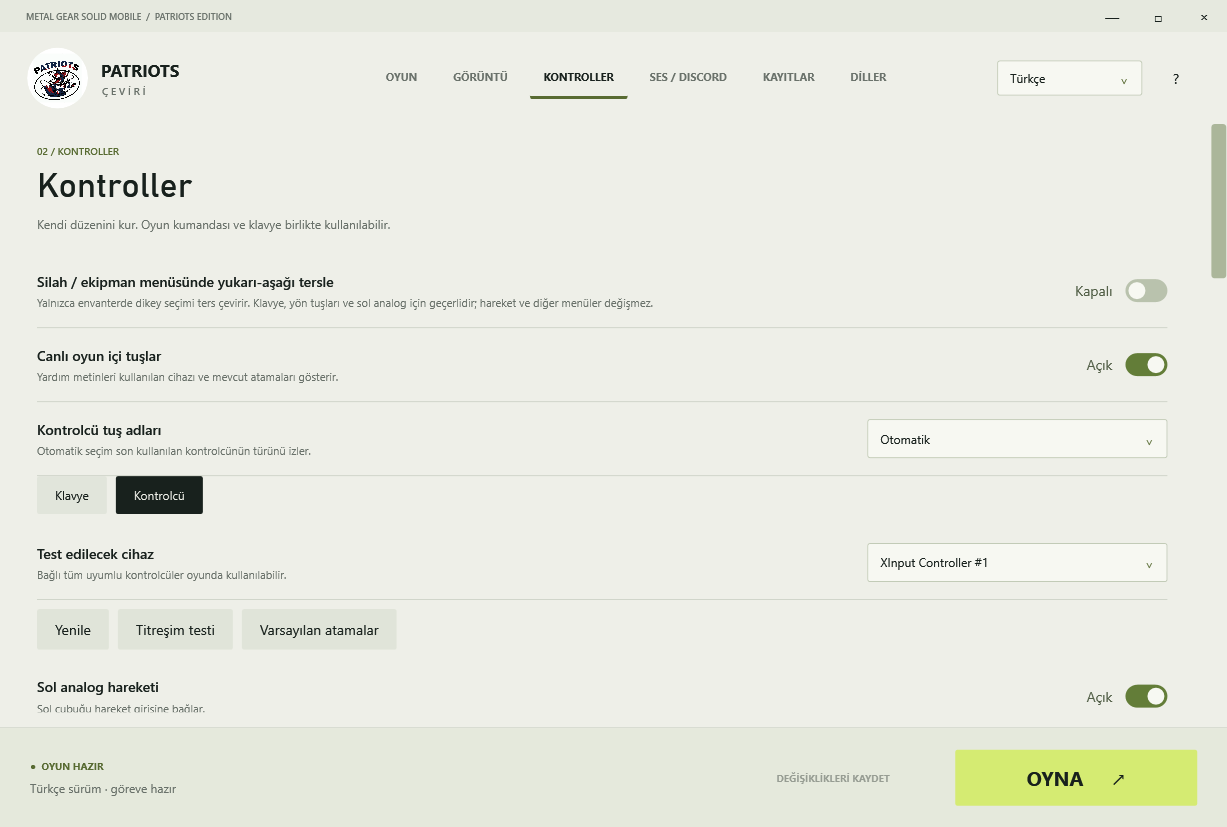 METAL GEAR SOLID MOBILE / PATRIOTS EDITION
PATRIOTS
PATRIOTS
ÇEVİRİ
OYUN
GÖRÜNTÜ
KONTROLLER
SES / DISCORD
KAYITLAR
DİLLER
Türkçe
?
02 / KONTROLLER
Kontroller
Kendi düzenini kur. Oyun kumandası ve klavye birlikte kullanılabilir.
Silah / ekipman menüsünde yukarı-aşağı tersle
Yalnızca envanterde dikey seçimi ters çevirir. Klavye, yön tuşları ve sol analog için geçerlidir; hareket ve diğer menüler değişmez.
Kapalı
Canlı oyun içi tuşlar
Yardım metinleri kullanılan cihazı ve mevcut atamaları gösterir.
Açık
Kontrolcü tuş adları
Otomatik seçim son kullanılan kontrolcünün türünü izler.
Otomatik
Klavye
Kontrolcü
Test edilecek cihaz
Bağlı tüm uyumlu kontrolcüler oyunda kullanılabilir.
XInput Controller #1
Yenile
Titreşim testi
Varsayılan atamalar
Sol analog hareketi
Sol çubuğu hareket girişine bağlar.
Açık
● OYUN HAZIR
Türkçe sürüm · göreve hazır
DEĞİŞİKLİKLERİ KAYDET
OYNA ↗